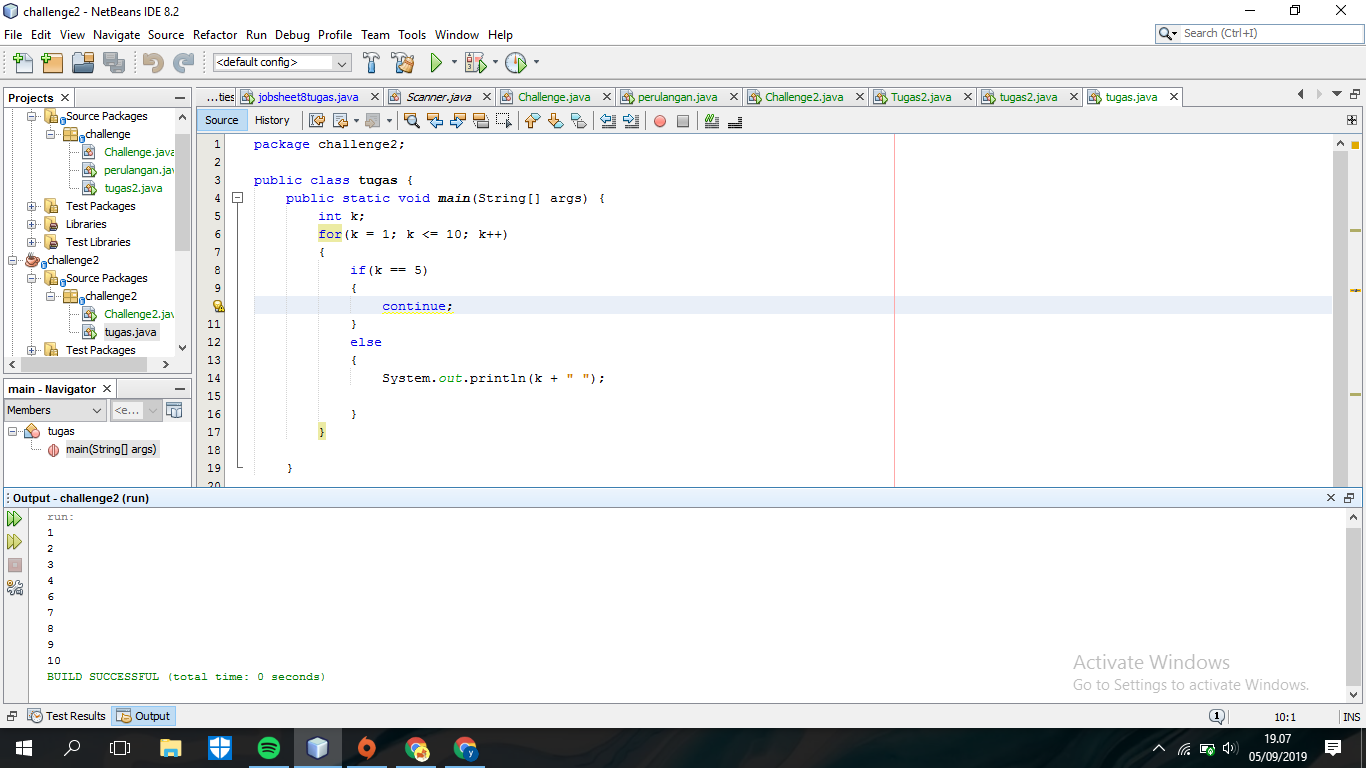 challenge2 - NetBeans IDE 8.2
File Edit View Navigate Source Refactor Run Debug Profile Team Tools Window Help
Search (Ctrl+I)
<default config>
Projects
...ties jobsheet8tugas.java Scanner.java Challenge.java perulangan.java Challenge2.java Tugas2.java tugas2.java tugas.java
Source History
Source Packages
challenge
Challenge.java
perulangan.jav
tugas2.java
Test Packages
Libraries
Test Libraries
challenge2
Source Packages
challenge2
Challenge2.jav
tugas.java
Test Packages
main - Navigator
Members <e...
tugas
main(String[] args)
1 package challenge2;
2
3 public class tugas {
4 public static void main(String[] args) {
5 int k;
6 for(k = 1; k <= 10; k++)
7 {
8 if(k == 5)
9 {
continue;
11 }
12 else
13 {
14 System.out.println(k + " ");
15
16 }
17 }
18
19 }
20
Output - challenge2 (run)
run:
1
2
3
4
6
7
8
9
10
BUILD SUCCESSFUL (total time: 0 seconds)
Activate Windows
Go to Settings to activate Windows.
Test Results Output
1 10:1 INS
19.07
05/09/2019